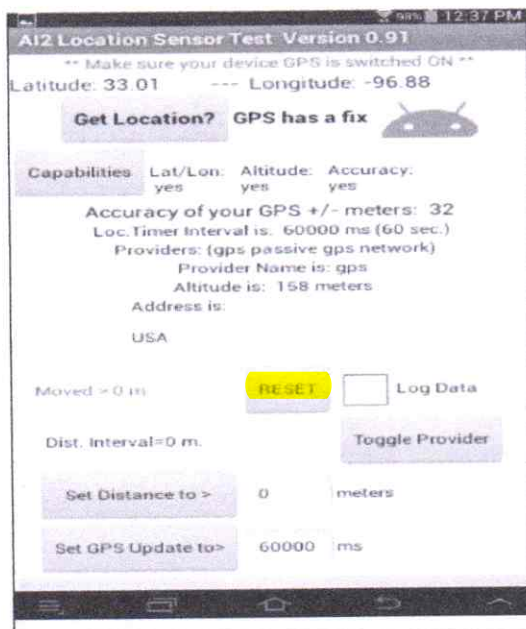 98% 12:37 PM
AI2 Location Sensor Test Version 0.91
** Make sure your device GPS is switched ON **
Latitude: 33.01 --- Longitude: -96.88
Get Location? GPS has a fix
Capabilities Lat/Lon: Altitude: Accuracy:
yes yes yes
Accuracy of your GPS +/- meters: 32
Loc.Timer Interval is: 60000 ms (60 sec.)
Providers: (gps passive gps network)
Provider Name is: gps
Altitude is: 158 meters
Address is:
USA
Moved > 0 m RESET Log Data
Dist. Interval=0 m. Toggle Provider
Set Distance to > 0 meters
Set GPS Update to> 60000 ms